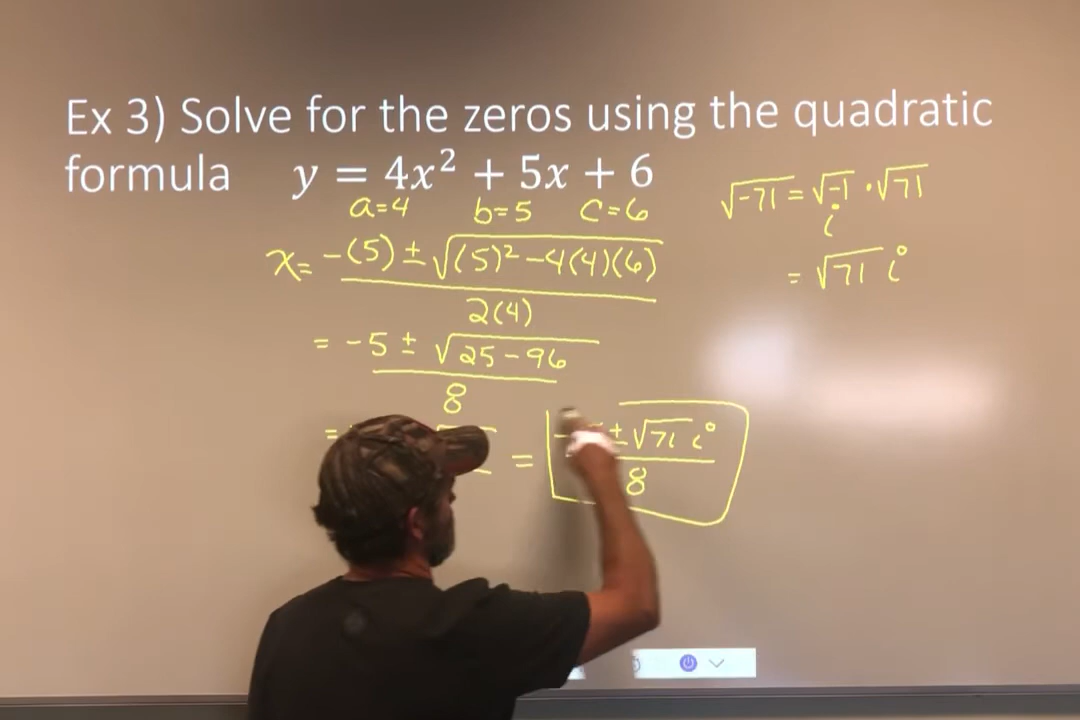 Ex 3) Solve for the zeros using the quadratic
formula y = 4x² + 5x + 6
a=4 b=5 c=6
x= -(5) ± √(5)²-4(4)(6)
2(4)
= -5 ± √25-96
8
=
= ± √71 i
8
√-71 = √-1 · √71
i
= √71 i